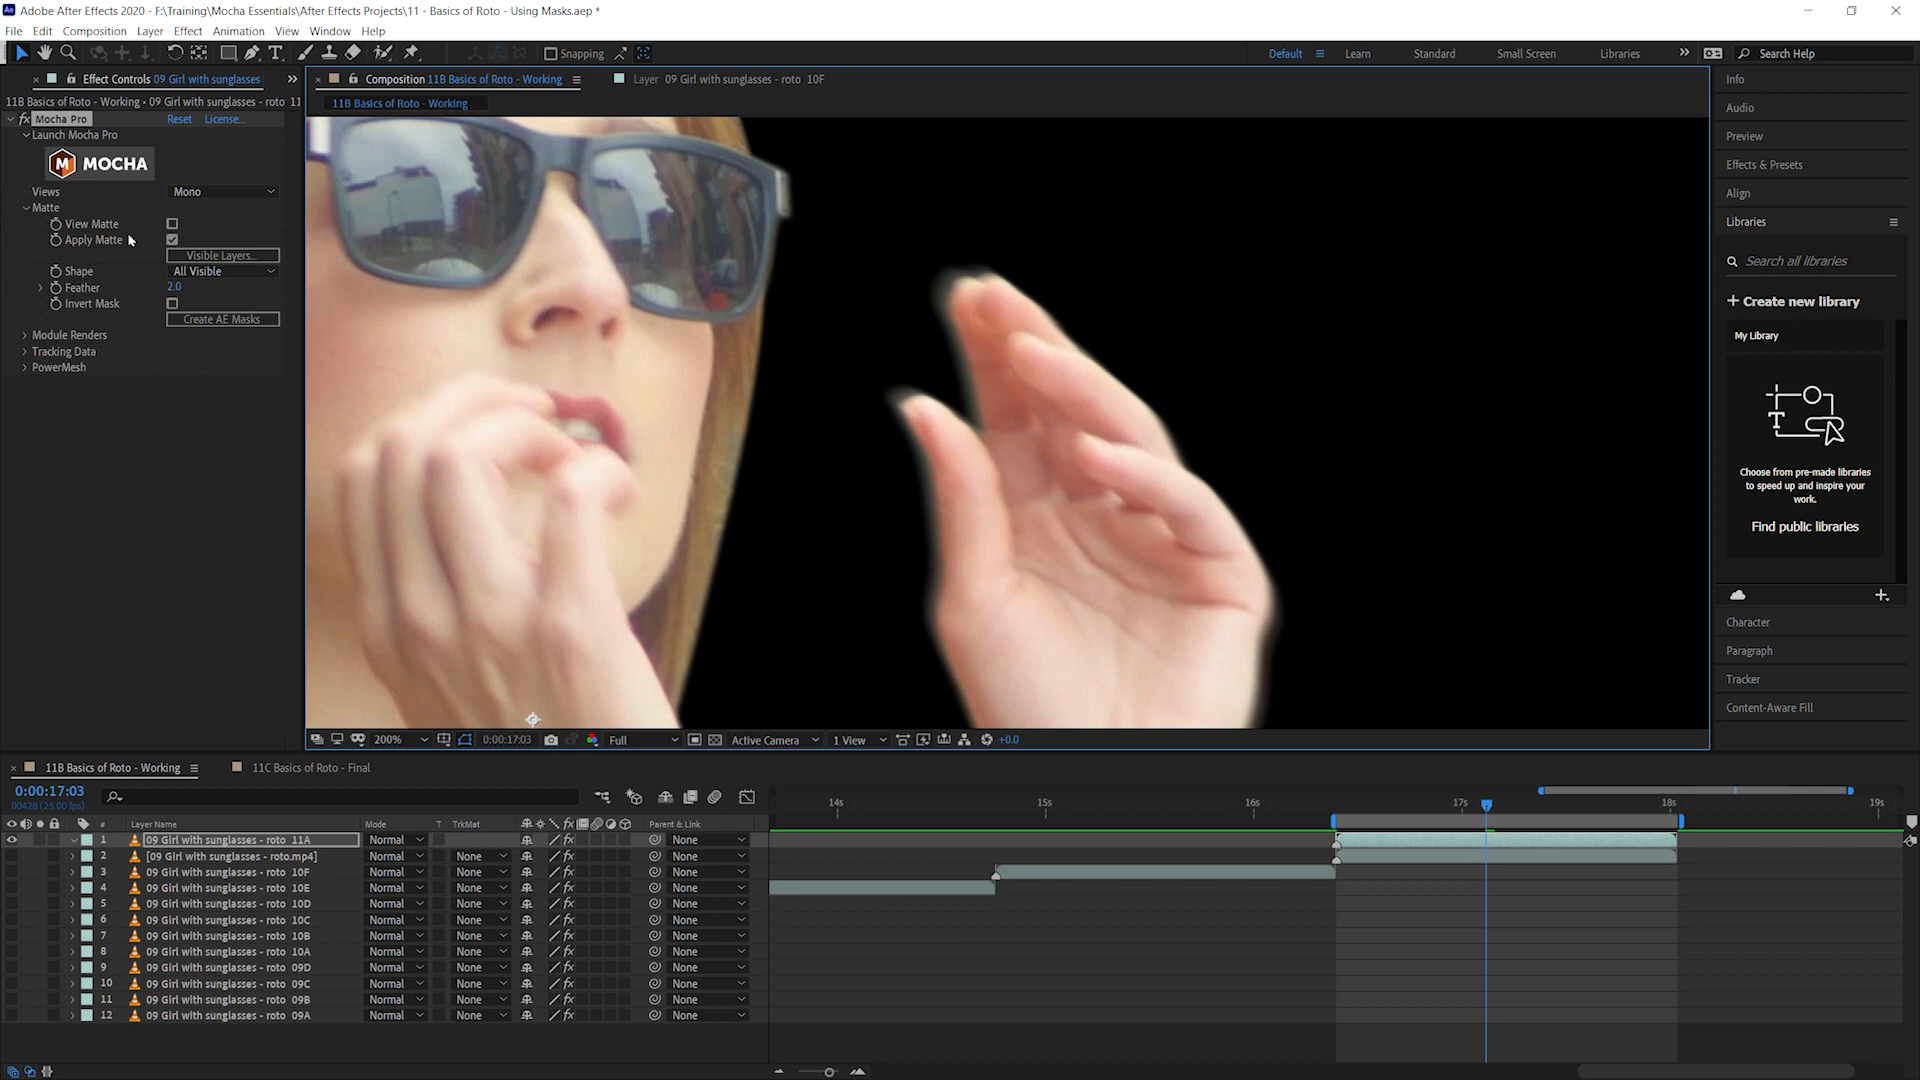 Adobe After Effects 2020 - F:\Training\Mocha Essentials\After Effects Projects\11 - Basics of Roto - Using Masks.aep *
File Edit Composition Layer Effect Animation View Window Help
Snapping Default Learn Standard Small Screen Libraries Search Help
Effect Controls 09 Girl with sunglasses
Composition 11B Basics of Roto - Working
Layer 09 Girl with sunglasses - roto 10F
11B Basics of Roto - Working • 09 Girl with sunglasses - roto 11
11B Basics of Roto - Working
fx Mocha Pro Reset License...
Launch Mocha Pro
M MOCHA
Views Mono
Matte
View Matte
Apply Matte
Visible Layers...
Shape All Visible
Feather 2.0
Invert Mask
Create AE Masks
Module Renders
Tracking Data
PowerMesh
Info
Audio
Preview
Effects & Presets
Align
Libraries
Search all libraries
+ Create new library
My Library
Choose from pre-made libraries
to speed up and inspire your
work.
Find public libraries
Character
Paragraph
Tracker
Content-Aware Fill
200% 0:00:17:03 Full Active Camera 1 View +0.0
11B Basics of Roto - Working 11C Basics of Roto - Final
0:00:17:03
00428 (25.00 fps)
14s 15s 16s 17s 18s 19s
# Layer Name Mode T TrkMat Parent & Link
1 09 Girl with sunglasses - roto 11A Normal None
2 [09 Girl with sunglasses - roto.mp4] Normal None None
3 09 Girl with sunglasses - roto 10F Normal None None
4 09 Girl with sunglasses - roto 10E Normal None None
5 09 Girl with sunglasses - roto 10D Normal None None
6 09 Girl with sunglasses - roto 10C Normal None None
7 09 Girl with sunglasses - roto 10B Normal None None
8 09 Girl with sunglasses - roto 10A Normal None None
9 09 Girl with sunglasses - roto 09D Normal None None
10 09 Girl with sunglasses - roto 09C Normal None None
11 09 Girl with sunglasses - roto 09B Normal None None
12 09 Girl with sunglasses - roto 09A Normal None None